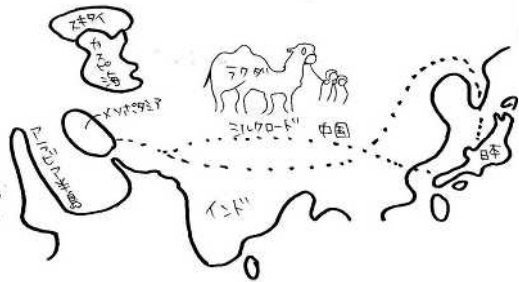 スキタイ
カスピ海
ラクダ
メソポタミア
シルクロード
中国
日本
アラビア半島
インド